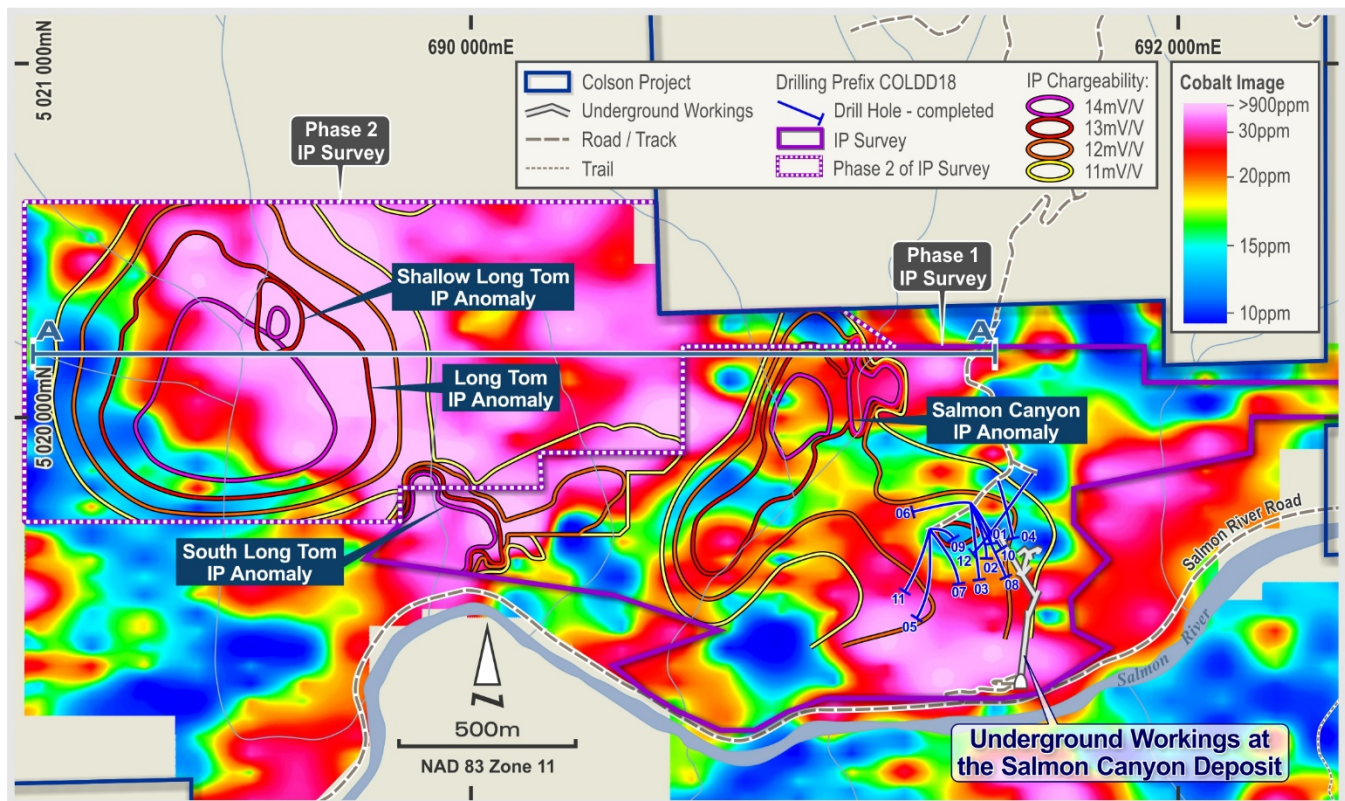 690 000mE
692 000mE
5 021 000mN
5 020 000mN
Colson Project
Underground Workings
Road / Track
Trail
Drilling Prefix COLDD18
Drill Hole - completed
IP Survey
Phase 2 of IP Survey
IP Chargeability:
14mV/V
13mV/V
12mV/V
11mV/V
Cobalt Image
>900ppm
30ppm
20ppm
15ppm
10ppm
Phase 2
IP Survey
Phase 1
IP Survey
Shallow Long Tom
IP Anomaly
A
A
Long Tom
IP Anomaly
Salmon Canyon
IP Anomaly
South Long Tom
IP Anomaly
06
01
04
09
12
10
02
11
07
03
08
05
Salmon River Road
Salmon River
500m
NAD 83 Zone 11
Underground Workings at
the Salmon Canyon Deposit